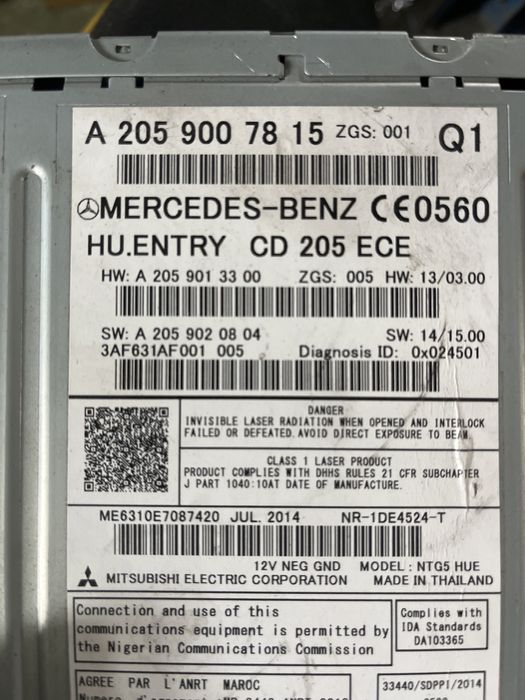 A 205 900 78 15 ZGS: 001 Q1
MERCEDES-BENZ CE0560
HU.ENTRY CD 205 ECE
HW: A 205 901 33 00 ZGS: 005 HW: 13/03.00
SW: A 205 902 08 04 SW: 14/15.00
3AF631AF001 005 Diagnosis ID: 0x024501
DANGER
INVISIBLE LASER RADIATION WHEN OPENED AND INTERLOCK
FAILED OR DEFEATED. AVOID DIRECT EXPOSURE TO BEAM.
CLASS 1 LASER PRODUCT
PRODUCT COMPLIES WITH DHHS RULES 21 CFR SUBCHAPTER
J PART 1040:10AT DATE OF MANUFACTURE.
ME6310E7087420 JUL. 2014 NR-1DE4524-T
12V NEG GND MODEL: NTG5 HUE
MITSUBISHI ELECTRIC CORPORATION MADE IN THAILAND
Connection and use of this
communications equipment is permitted by
the Nigerian Communications Commission
Complies with
IDA Standards
DA103365
AGREE PAR L'ANRT MAROC
33440/SDPPI/2014